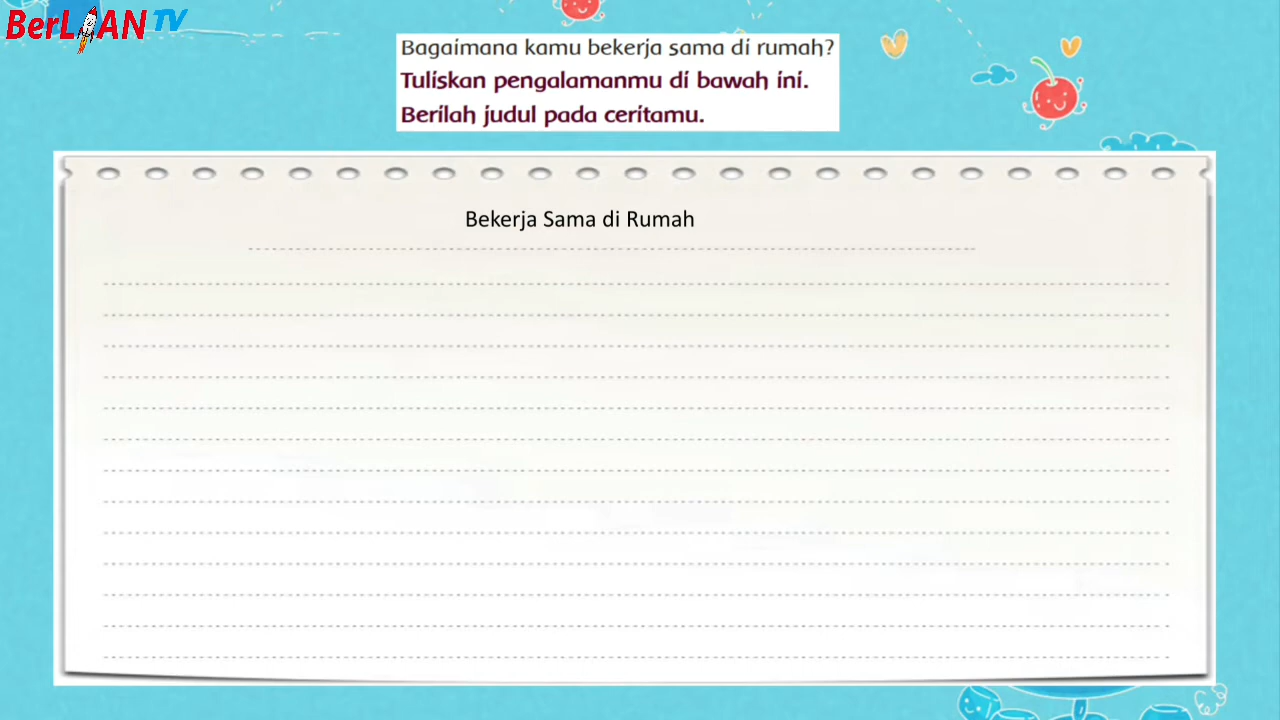 BerLIAN TV
Bagaimana kamu bekerja sama di rumah?
Tuliskan pengalamanmu di bawah ini.
Berilah judul pada ceritamu.
Bekerja Sama di Rumah